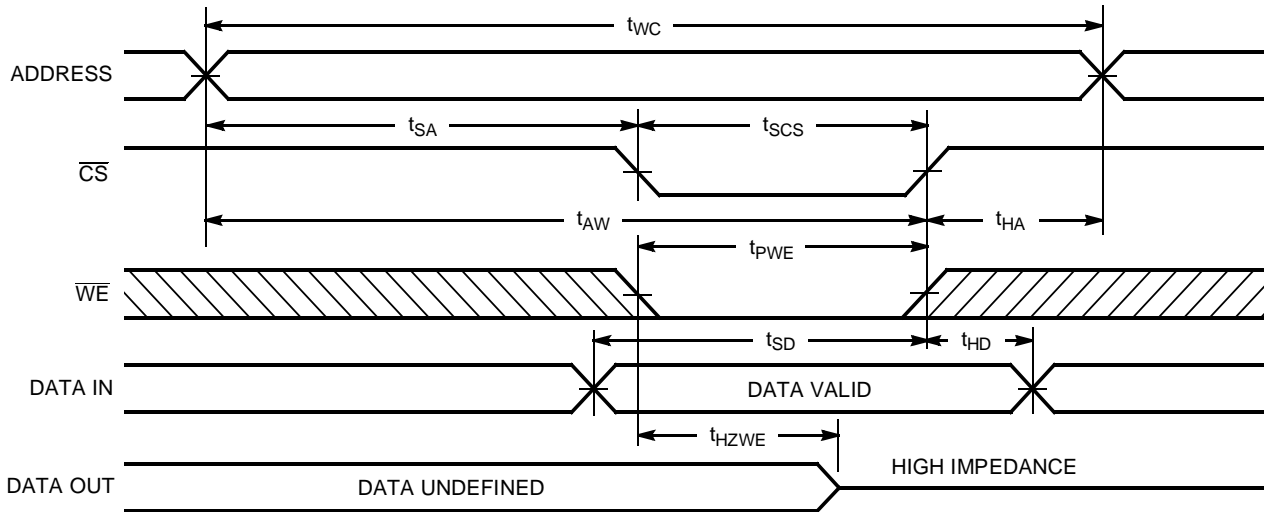 tWC
ADDRESS
tSA
tSCS
CS
tAW
tHA
tPWE
WE
tSD
tHD
DATA IN
DATA VALID
tHZWE
HIGH IMPEDANCE
DATA OUT
DATA UNDEFINED